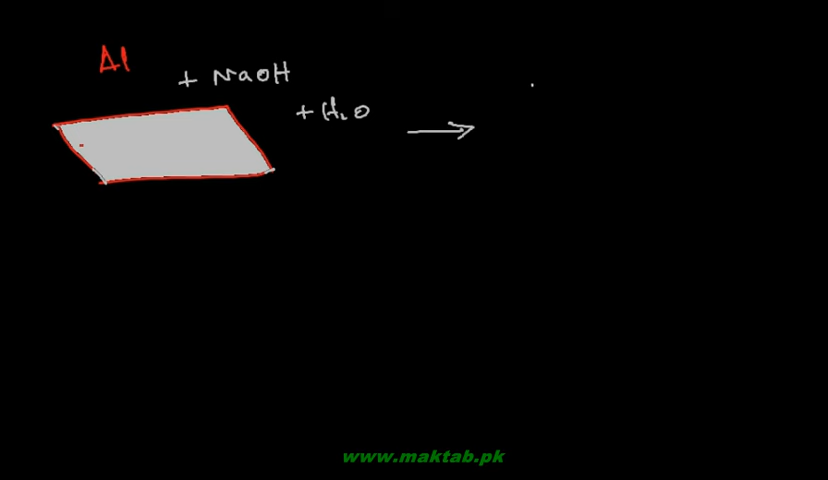 Al
+ NaOH
+ H₂O →
www.maktab.pk